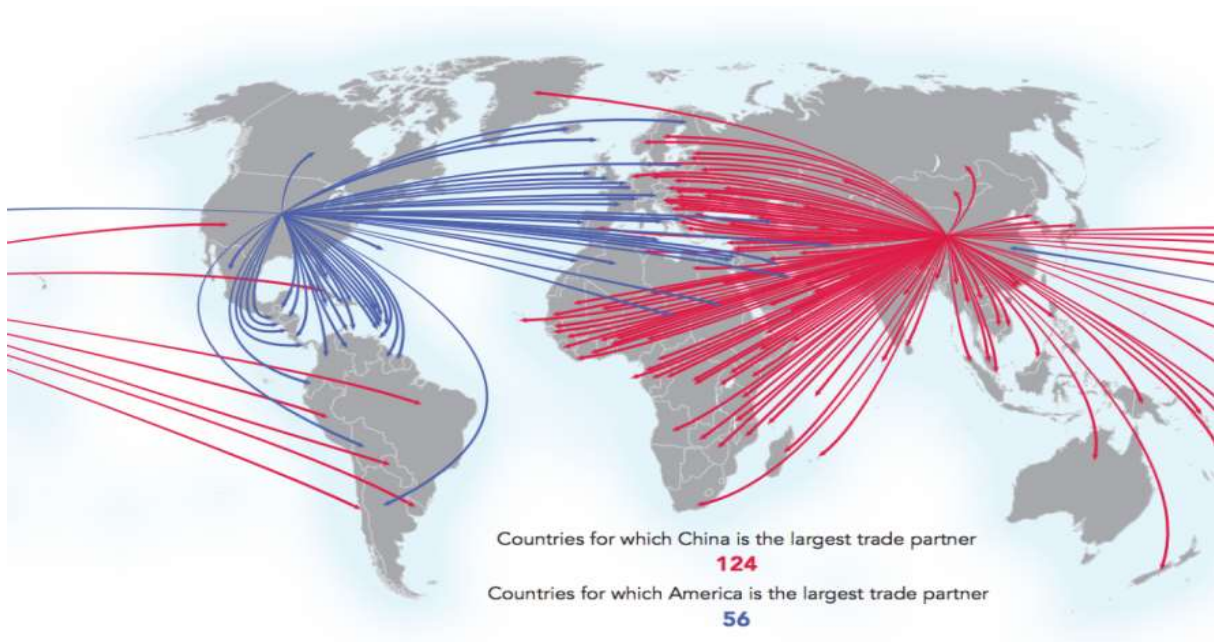 Countries for which China is the largest trade partner
124
Countries for which America is the largest trade partner
56